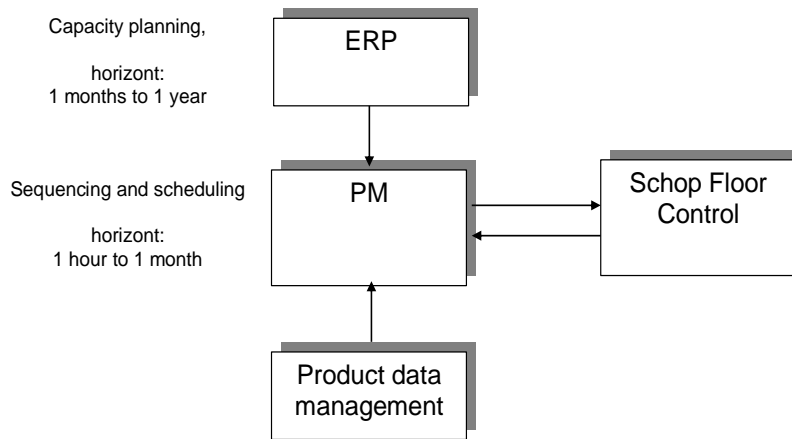 Capacity planning,
horizont:
1 months to 1 year
ERP
Sequencing and scheduling
horizont:
1 hour to 1 month
PM
Schop Floor
Control
Product data
management